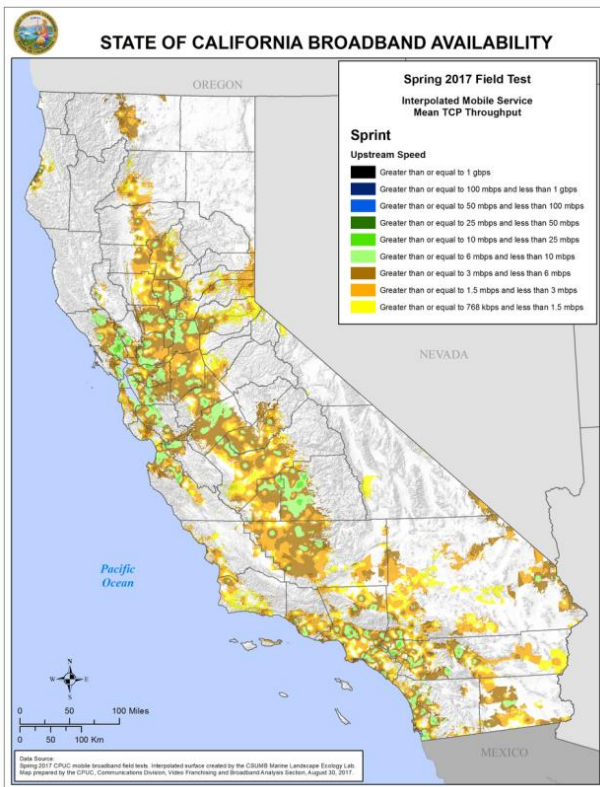 STATE OF CALIFORNIA BROADBAND AVAILABILITY
OREGON
Spring 2017 Field Test
Interpolated Mobile Service
Mean TCP Throughput
Sprint
Upstream Speed
Greater than or equal to 1 gbps
Greater than or equal to 100 mbps and less than 1 gbps
Greater than or equal to 50 mbps and less than 100 mbps
Greater than or equal to 25 mbps and less than 50 mbps
Greater than or equal to 10 mbps and less than 25 mbps
Greater than or equal to 6 mbps and less than 10 mbps
Greater than or equal to 3 mbps and less than 6 mbps
Greater than or equal to 1.5 mbps and less than 3 mbps
Greater than or equal to 768 kbps and less than 1.5 mbps
NEVADA
Pacific
Ocean
N
W E
S
0 50 100 Miles
0 50 100 Km
MEXICO
Data Source:
Spring 2017 CPUC mobile broadband field tests. Interpolated surface created by the CSUMB Marine Landscape Ecology Lab.
Map prepared by the CPUC, Communications Division, Video Franchising and Broadband Analysis Section, August 30, 2017.